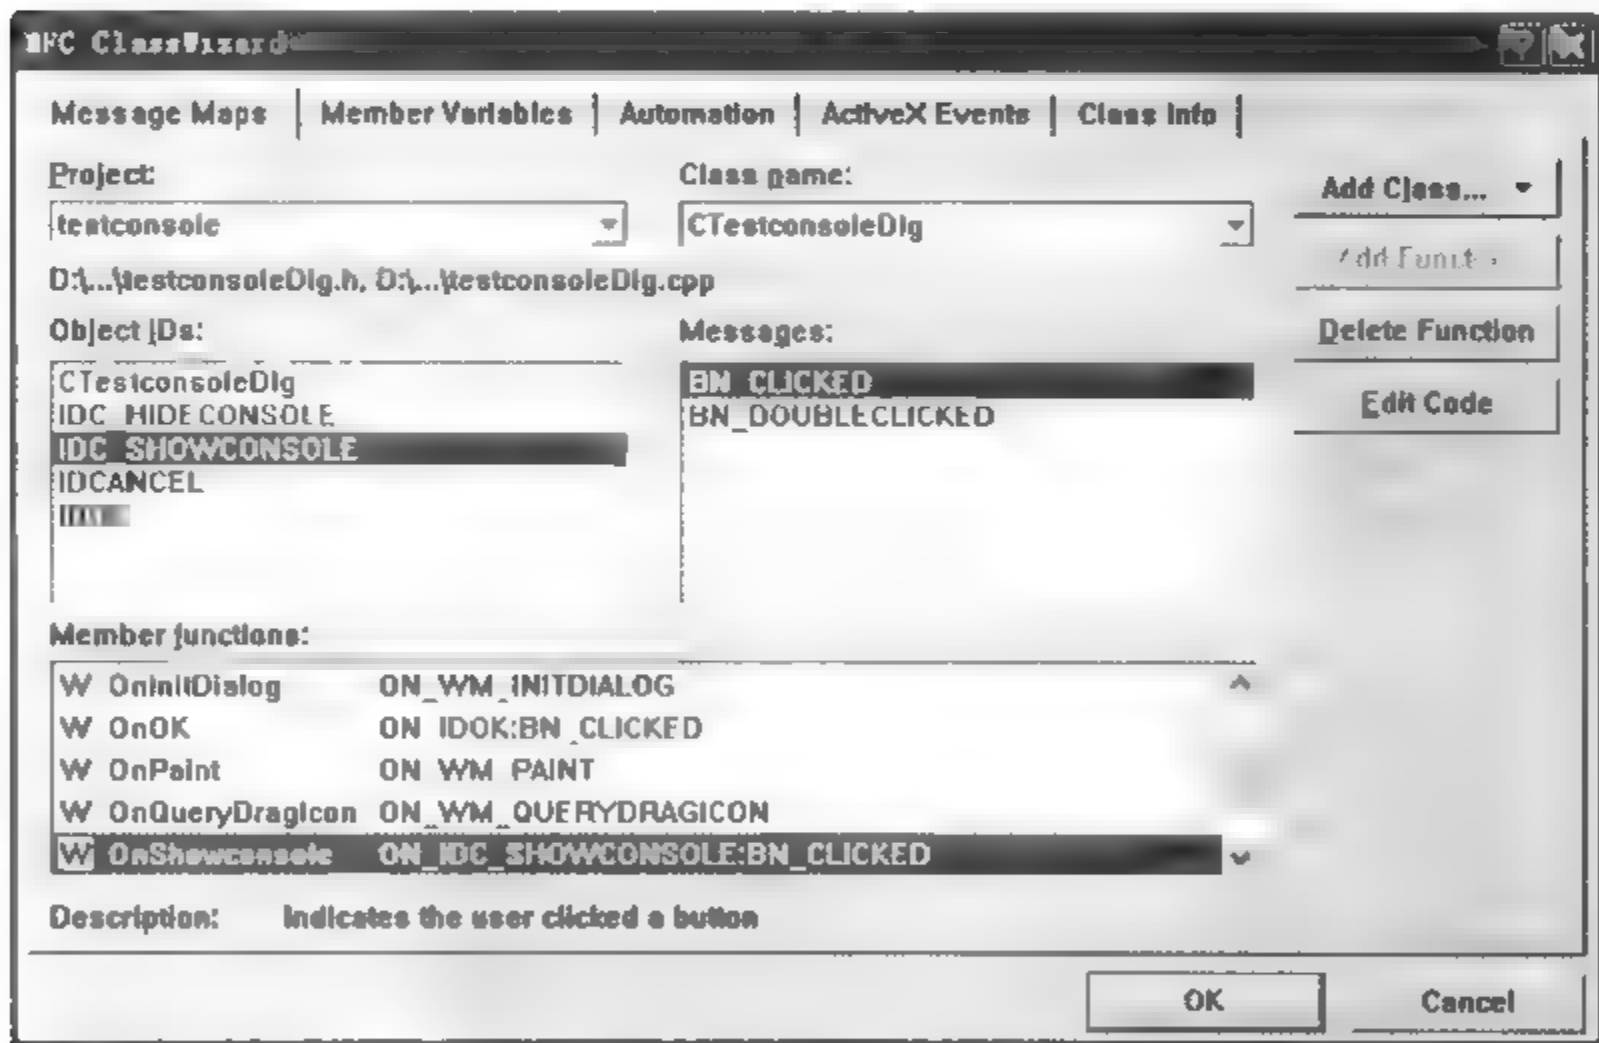 MFC ClassWizard
Message Maps Member Variables Automation ActiveX Events Class Info
Project:
Class name:
Add Class...
testconsole
CTestconsoleDlg
D:\...\testconsoleDlg.h, D:\...\testconsoleDlg.cpp
Object IDs:
Messages:
Delete Function
CTestconsoleDlg
IDC_HIDECONSOLE
IDC_SHOWCONSOLE
IDCANCEL
BN_CLICKED
BN_DOUBLECLICKED
Edit Code
Member functions:
W OnInitDialog ON_WM_INITDIALOG
W OnOK ON_IDOK:BN_CLICKED
W OnPaint ON_WM_PAINT
W OnQueryDragIcon ON_WM_QUERYDRAGICON
W OnShowconsole ON_IDC_SHOWCONSOLE:BN_CLICKED
Description: Indicates the user clicked a button
OK
Cancel